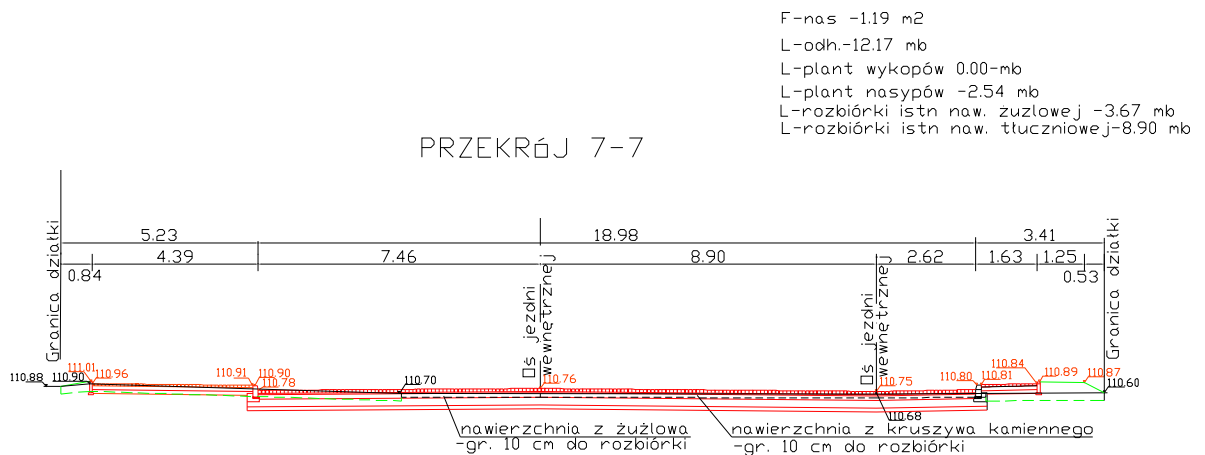 F-nas -1.19 m2
L-odh.-12.17 mb
L-plant wykopów 0.00-mb
L-plant nasypów -2.54 mb
L-rozbiórki istn naw. żuzlowej -3.67 mb
L-rozbiórki istn naw. tłuczniowej-8.90 mb
PRZEKRóJ 7-7
Granica działki
5.23
18.98
3.41
Granica działki
0.84
4.39
7.46
8.90
2.62
1.63
1.25
0.53
□ś jezdni
wewnętrznej
□ś jezdni
wewnętrznej
110.88
110.90
111.01
110.96
110.91
110.90
110.78
110.70
110.76
110.75
110.68
110.80
110.81
110.84
110.89
110.87
110.60
nawierzchnia z żużlowa
-gr. 10 cm do rozbiórki
nawierzchnia z kruszywa kamiennego
-gr. 10 cm do rozbiórki